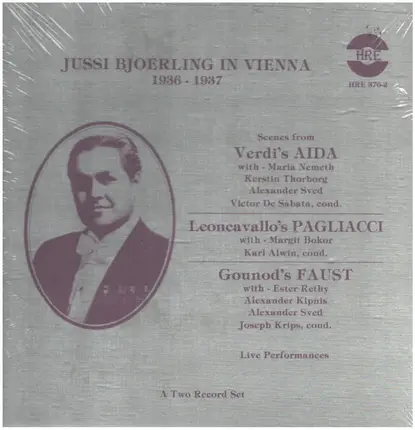 JUSSI BJOERLING IN VIENNA
1936 - 1937
HRE
HRE 376-2
Scenes from
Verdi's AIDA
with - Maria Nemeth
Kerstin Thorborg
Alexander Sved
Victor De Sabata, cond.
Leoncavallo's PAGLIACCI
with - Margit Bokor
Karl Alwin, cond.
Gounod's FAUST
with - Ester Rethy
Alexander Kipnis
Alexander Sved
Joseph Krips, cond.
Live Performances
A Two Record Set